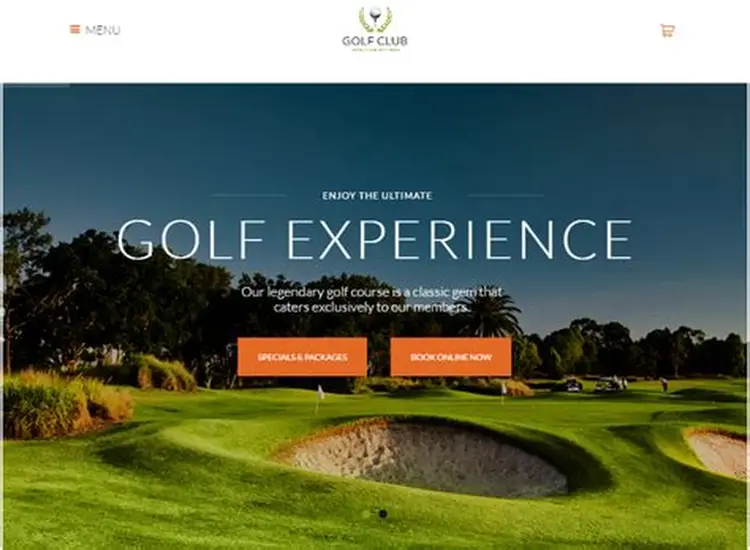 MENU
GOLF CLUB
ENJOY THE ULTIMATE
GOLF EXPERIENCE
Our legendary golf course is a classic gem that
caters exclusively to our members.
SPECIALS & PACKAGES
BOOK ONLINE NOW